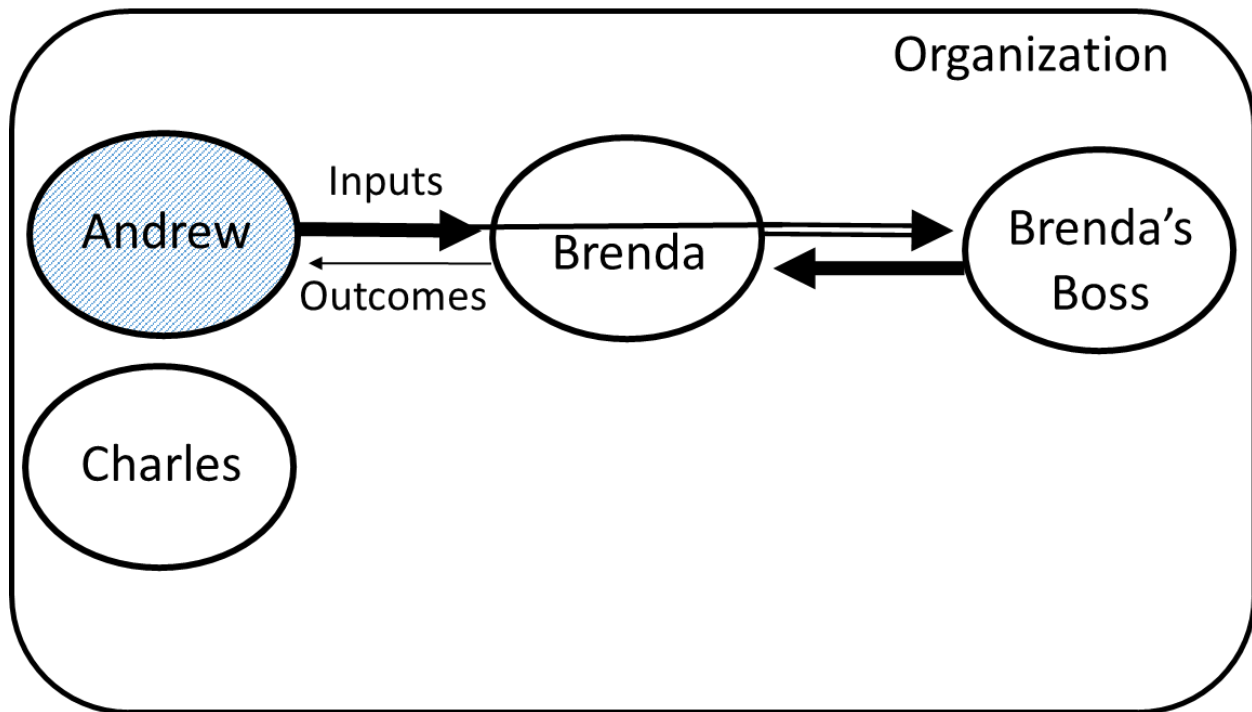 Organization
Inputs
Andrew
Brenda
Brenda’s
Boss
Outcomes
Charles